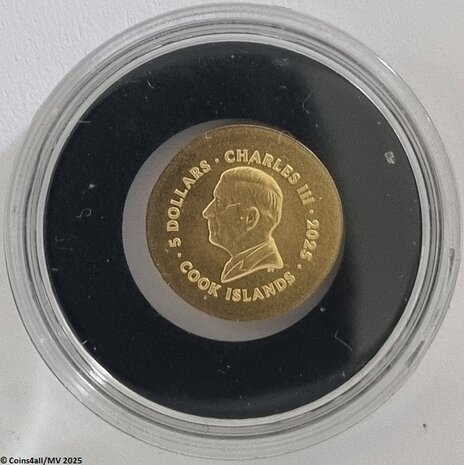 5 DOLLARS · CHARLES III · 2025 ·
COOK ISLANDS ·
© Coins4all/MV 2025